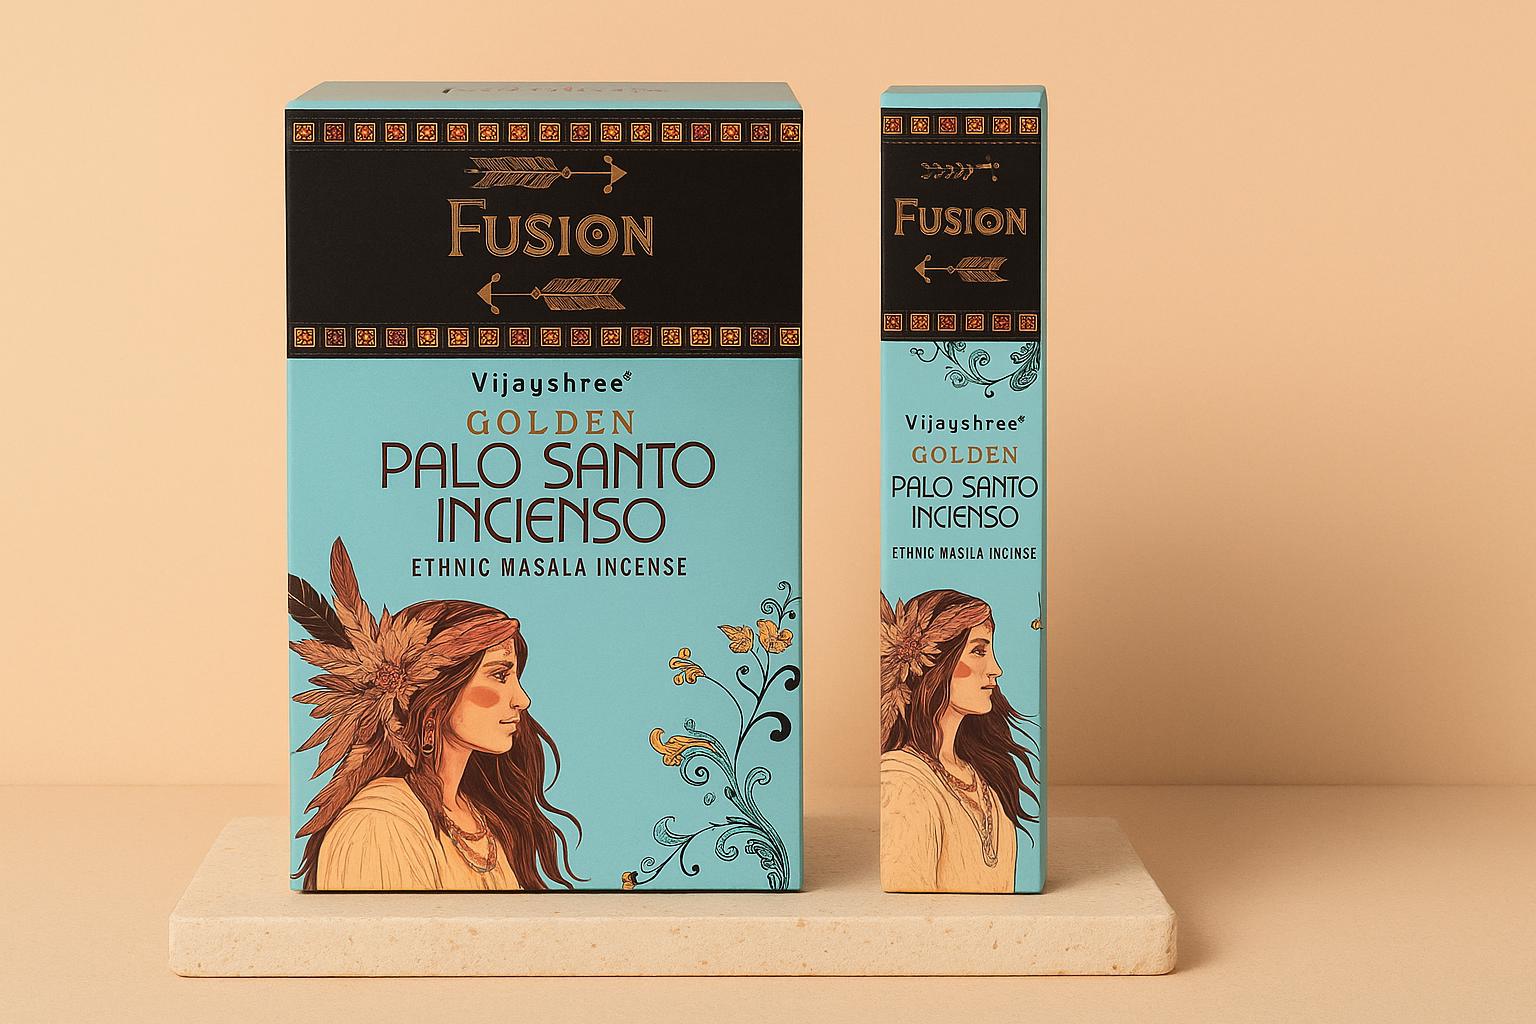 FUSION
Vijayshree
GOLDEN
PALO SANTO
INCIENSO
ETHNIC MASALA INCENSE
FUSION
Vijayshree
GOLDEN
PALO SANTO
INCIENSO
ETHNIC MASILA INCINSE